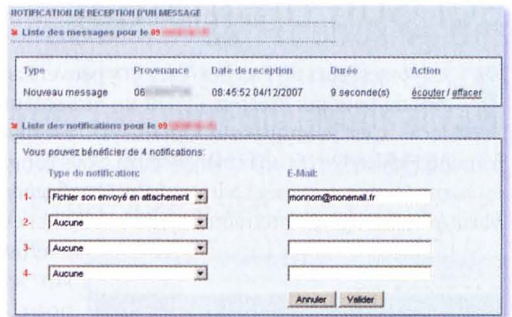 NOTIFICATION DE RECEPTION D'UN MESSAGE
Liste des messages pour le 09
Type Provenance Date de reception Durée Action
Nouveau message 06 08:45:52 04/12/2007 9 seconde(s) écouter / effacer
Liste des notifications pour le 09
Vous pouvez bénéficier de 4 notifications:
Type de notification: E-Mail:
1- Fichier son envoyé en attachement monnom@monemail.fr
2- Aucune
3- Aucune
4- Aucune
Annuler Valider